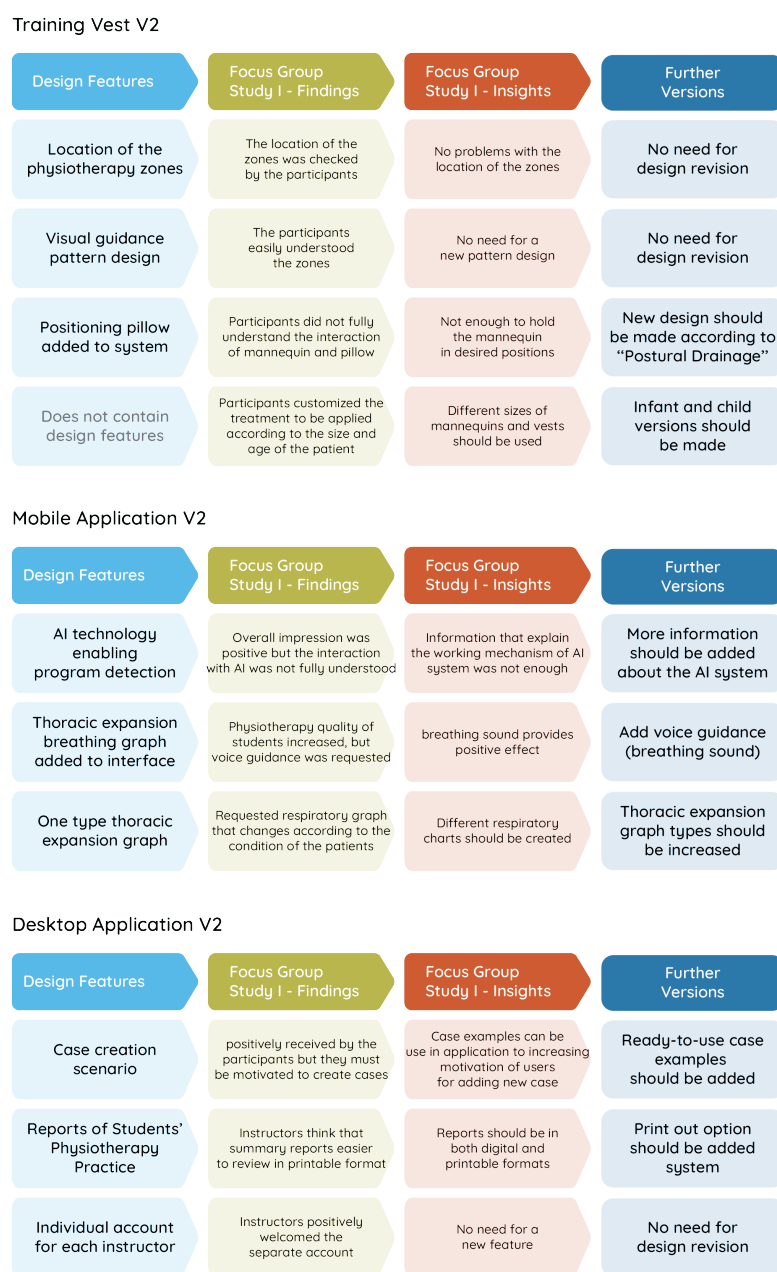 Training Vest V2
Design Features
Focus Group
Study I - Findings
Focus Group
Study I - Insights
Further
Versions
Location of the
physiotherapy zones
The location of the
zones was checked
by the participants
No problems with the
location of the zones
No need for
design revision
Visual guidance
pattern design
The participants
easily understood
the zones
No need for a
new pattern design
No need for
design revision
Positioning pillow
added to system
Participants did not fully
understand the interaction
of mannequin and pillow
Not enough to hold
the mannequin
in desired positions
New design should
be made according to
“Postural Drainage”
Does not contain
design features
Participants customized the
treatment to be applied
according to the size and
age of the patient
Different sizes of
mannequins and vests
should be used
Infant and child
versions should
be made
Mobile Application V2
Design Features
Focus Group
Study I - Findings
Focus Group
Study I - Insights
Further
Versions
AI technology
enabling
program detection
Overall impression was
positive but the interaction
with AI was not fully understood
Information that explain
the working mechanism of AI
system was not enough
More information
should be added
about the AI system
Thoracic expansion
breathing graph
added to interface
Physiotherapy quality of
students increased, but
voice guidance was requested
breathing sound provides
positive effect
Add voice guidance
(breathing sound)
One type thoracic
expansion graph
Requested respiratory graph
that changes according to the
condition of the patients
Different respiratory
charts should be created
Thoracic expansion
graph types should
be increased
Desktop Application V2
Design Features
Focus Group
Study I - Findings
Focus Group
Study I - Insights
Further
Versions
Case creation
scenario
positively received by the
participants but they must
be motivated to create cases
Case examples can be
use in application to increasing
motivation of users
for adding new case
Ready-to-use case
examples
should be added
Reports of Students’
Physiotherapy
Practice
Instructors think that
summary reports easier
to review in printable format
Reports should be in
both digital and
printable formats
Print out option
should be added
system
Individual account
for each instructor
Instructors positively
welcomed the
separate account
No need for a
new feature
No need for
design revision